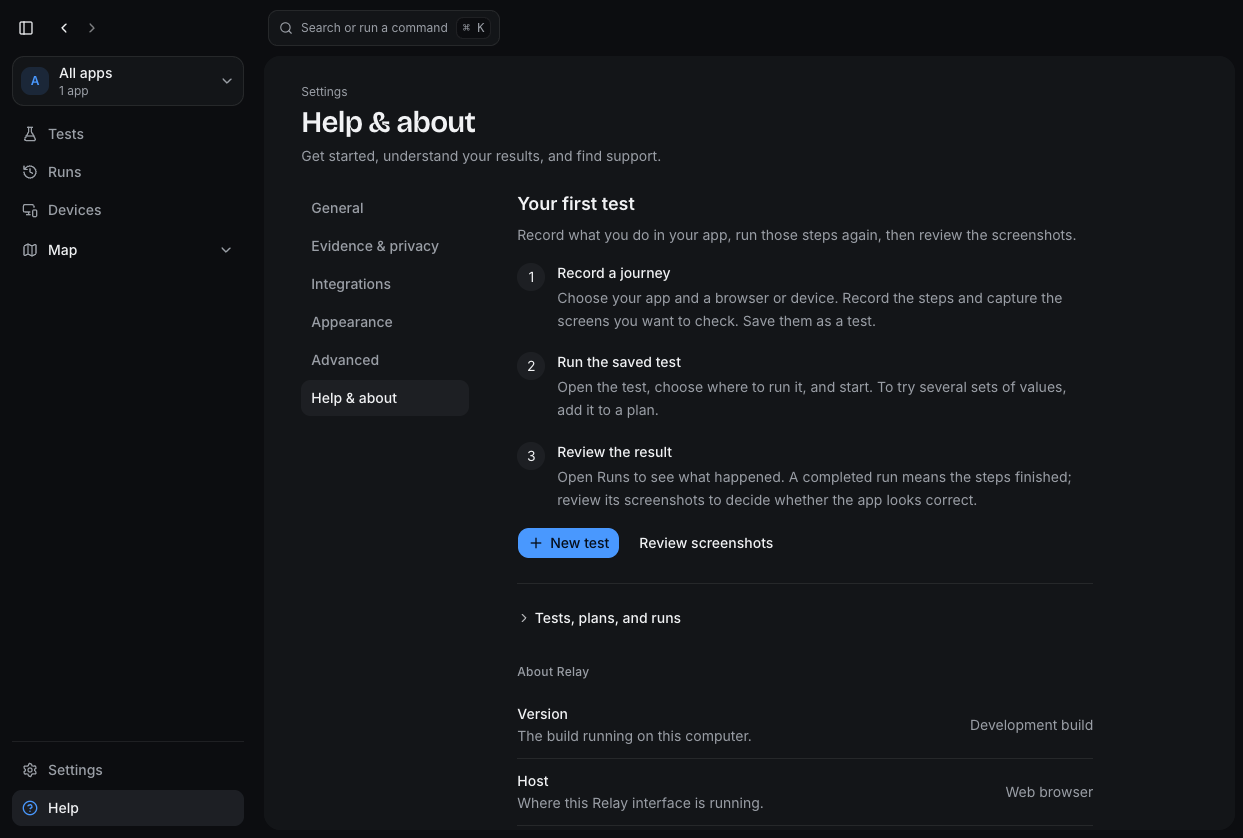 Search or run a command ⌘ K
A
All apps
1 app
Tests
Runs
Devices
Map
Settings
Help
Settings
Help & about
Get started, understand your results, and find support.
General
Evidence & privacy
Integrations
Appearance
Advanced
Help & about
Your first test
Record what you do in your app, run those steps again, then review the screenshots.
1
Record a journey
Choose your app and a browser or device. Record the steps and capture the
screens you want to check. Save them as a test.
2
Run the saved test
Open the test, choose where to run it, and start. To try several sets of values,
add it to a plan.
3
Review the result
Open Runs to see what happened. A completed run means the steps finished;
review its screenshots to decide whether the app looks correct.
New test
Review screenshots
Tests, plans, and runs
About Relay
Version
The build running on this computer.
Development build
Host
Where this Relay interface is running.
Web browser